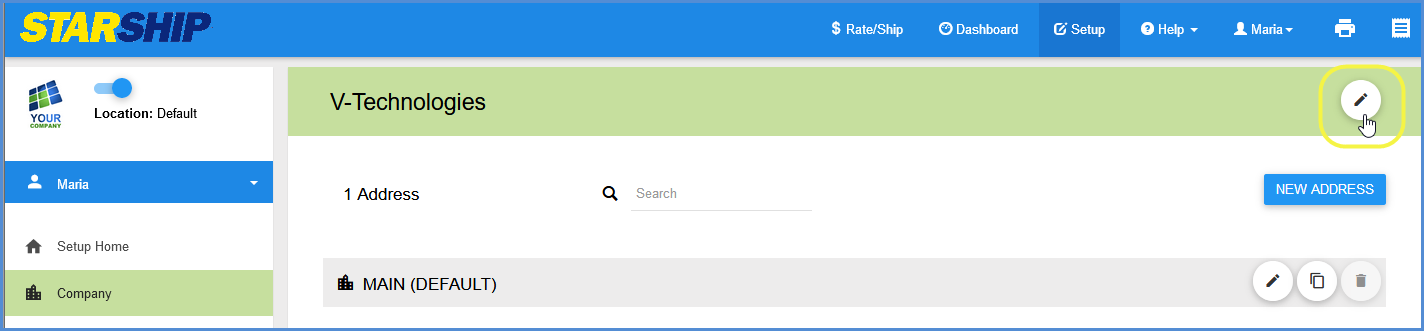 STARSHIP
$ Rate/Ship Dashboard Setup Help Maria
YOUR
COMPANY
Location: Default
V-Technologies
Maria
1 Address Search NEW ADDRESS
Setup Home
MAIN (DEFAULT)
Company